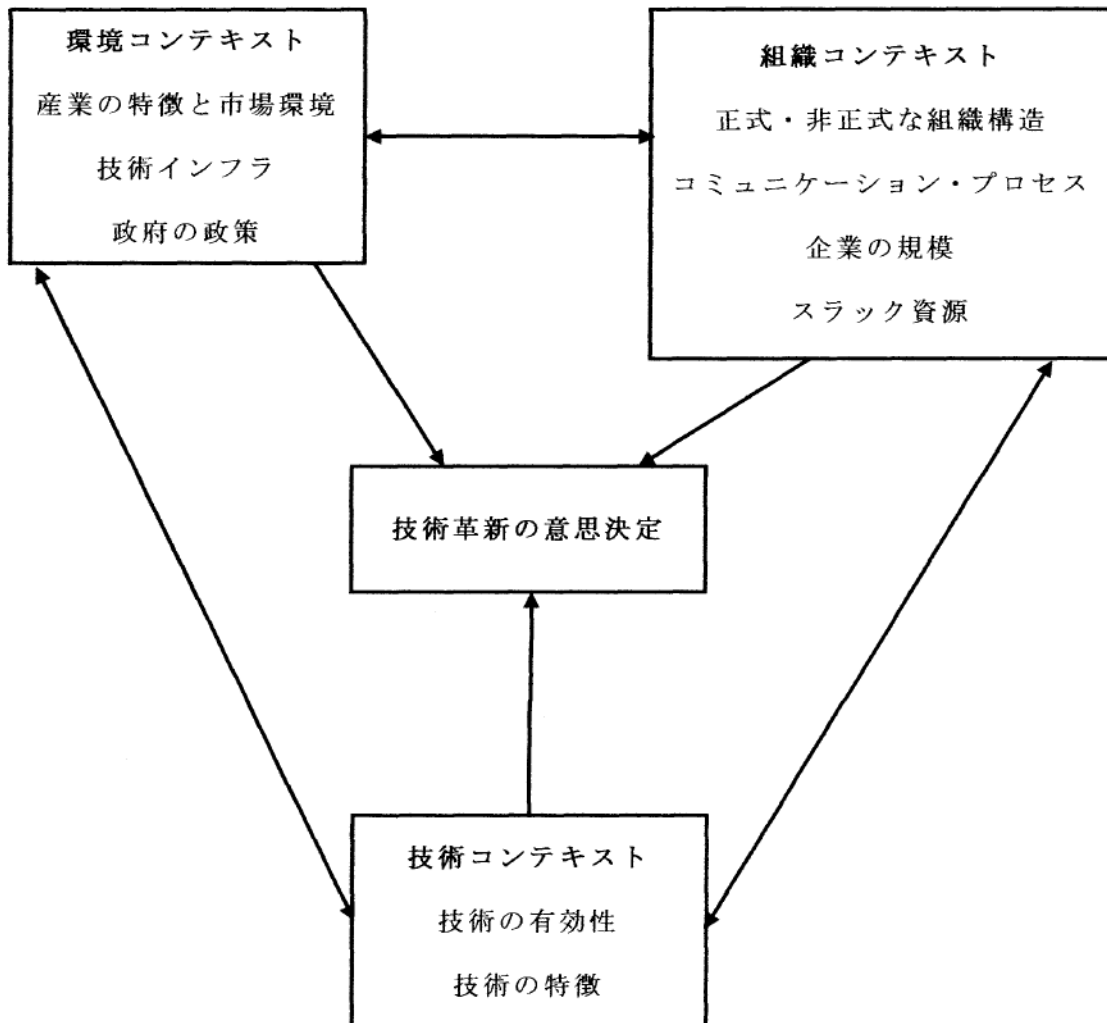 環境コンテキスト
産業の特徴と市場環境
技術インフラ
政府の政策
組織コンテキスト
正式・非正式な組織構造
コミュニケーション・プロセス
企業の規模
スラック資源
技術革新の意思決定
技術コンテキスト
技術の有効性
技術の特徴